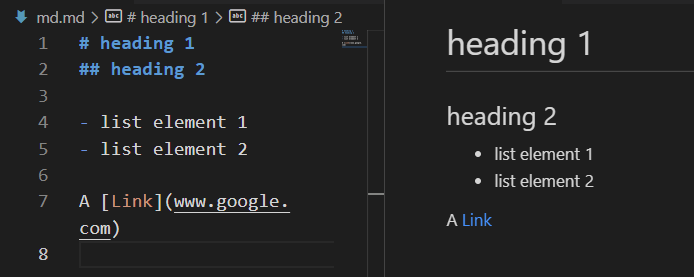 md.md > # heading 1 > ## heading 2
1 # heading 1
2 ## heading 2
3
4 - list element 1
5 - list element 2
6
7 A [Link](www.google.
com)
8
heading 1
heading 2
• list element 1
• list element 2
A Link